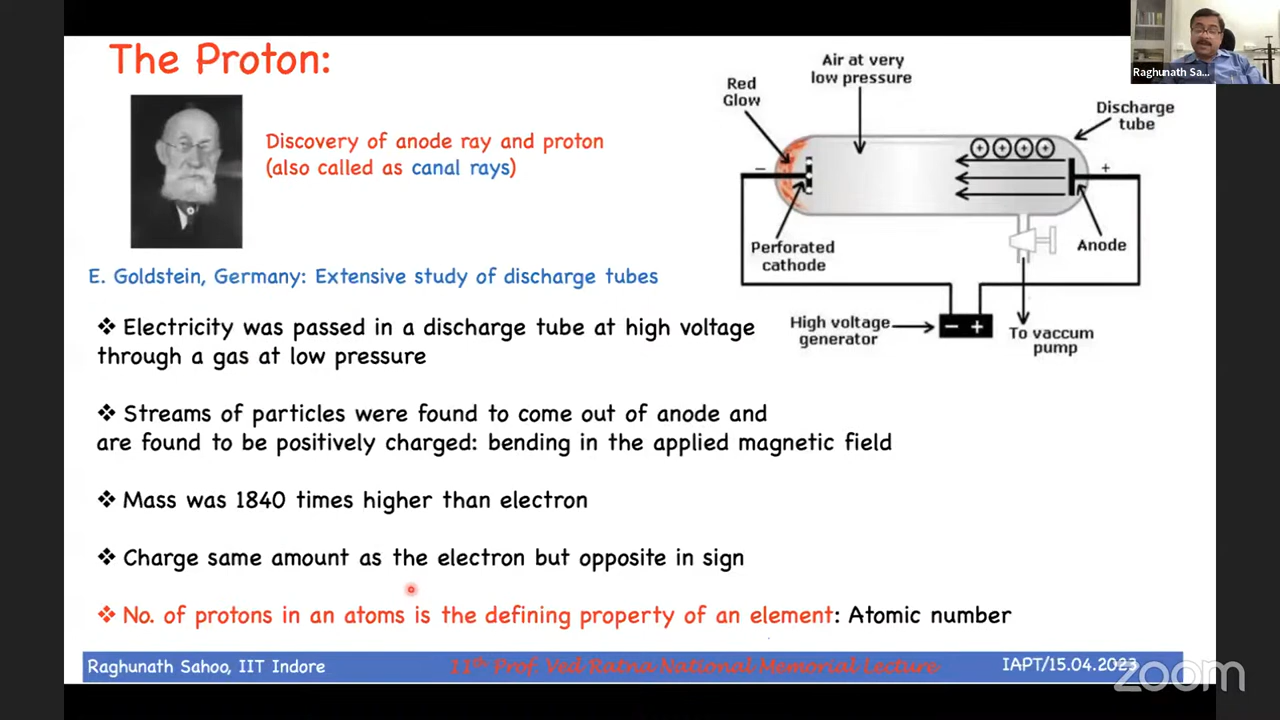 The Proton:
Raghunath Sa...
Discovery of anode ray and proton
(also called as canal rays)
Air at very
low pressure
Red
Glow
Discharge
tube
−
+
+ + + +
Perforated
cathode
Anode
High voltage
generator
− +
To vaccum
pump
E. Goldstein, Germany: Extensive study of discharge tubes
❖ Electricity was passed in a discharge tube at high voltage
through a gas at low pressure
❖ Streams of particles were found to come out of anode and
are found to be positively charged: bending in the applied magnetic field
❖ Mass was 1840 times higher than electron
❖ Charge same amount as the electron but opposite in sign
❖ No. of protons in an atoms is the defining property of an element: Atomic number
Raghunath Sahoo, IIT Indore
11th Prof. Ved Ratna National Memorial Lecture
IAPT/15.04.2023
zoom